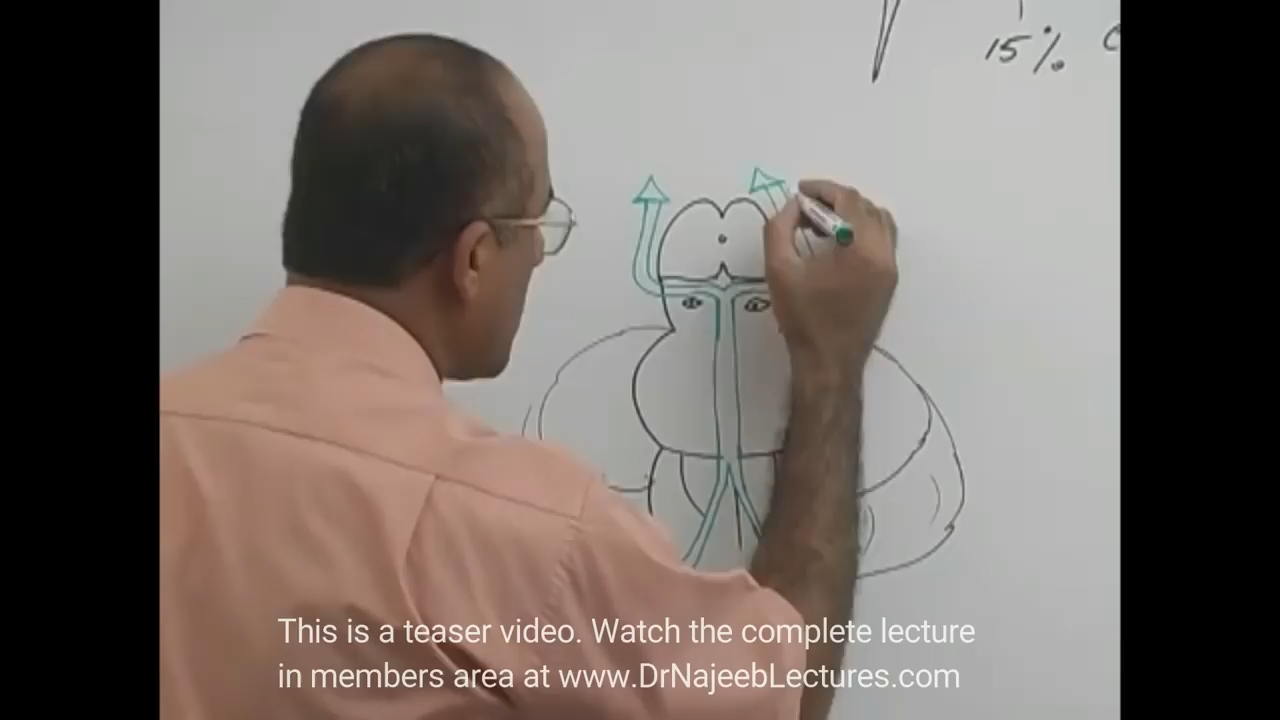 15%
This is a teaser video. Watch the complete lecture
in members area at www.DrNajeebLectures.com